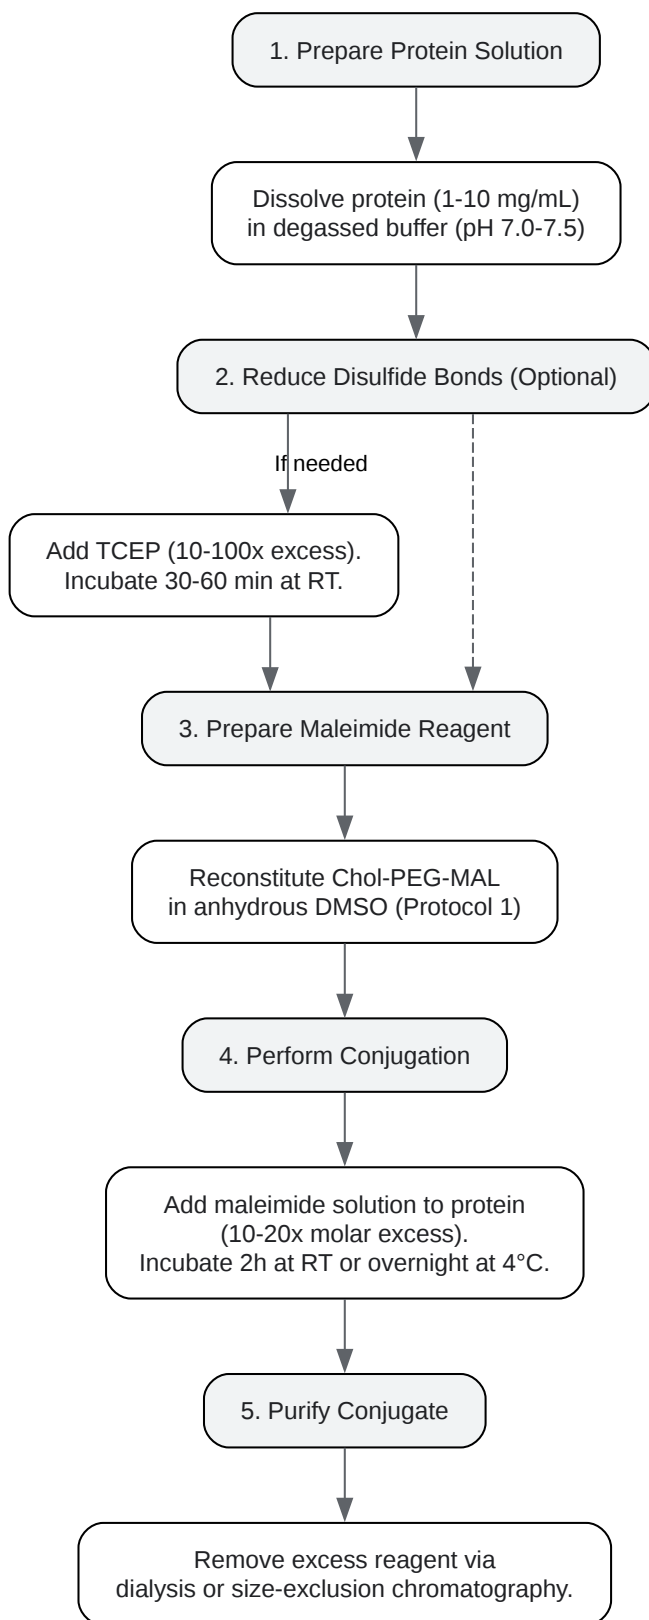 1. Prepare Protein Solution
Dissolve protein (1-10 mg/mL)
in degassed buffer (pH 7.0-7.5)
2. Reduce Disulfide Bonds (Optional)
If needed
Add TCEP (10-100x excess).
Incubate 30-60 min at RT.
3. Prepare Maleimide Reagent
Reconstitute Chol-PEG-MAL
in anhydrous DMSO (Protocol 1)
4. Perform Conjugation
Add maleimide solution to protein
(10-20x molar excess).
Incubate 2h at RT or overnight at 4°C.
5. Purify Conjugate
Remove excess reagent via
dialysis or size-exclusion chromatography.